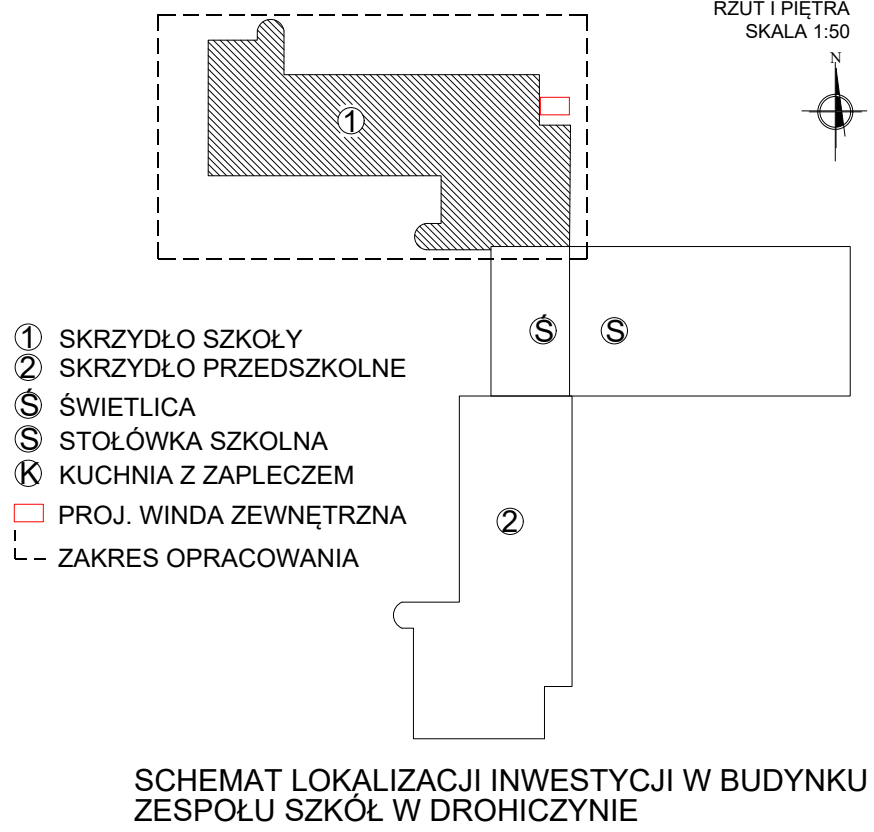 RZUT I PIĘTRA
SKALA 1:50
N
1
Ś
S
1 SKRZYDŁO SZKOŁY
2 SKRZYDŁO PRZEDSZKOLNE
Ś ŚWIETLICA
S STOŁÓWKA SZKOLNA
K KUCHNIA Z ZAPLECZEM
PROJ. WINDA ZEWNĘTRZNA
ZAKRES OPRACOWANIA
2
SCHEMAT LOKALIZACJI INWESTYCJI W BUDYNKU
ZESPOŁU SZKÓŁ W DROHICZYNIE